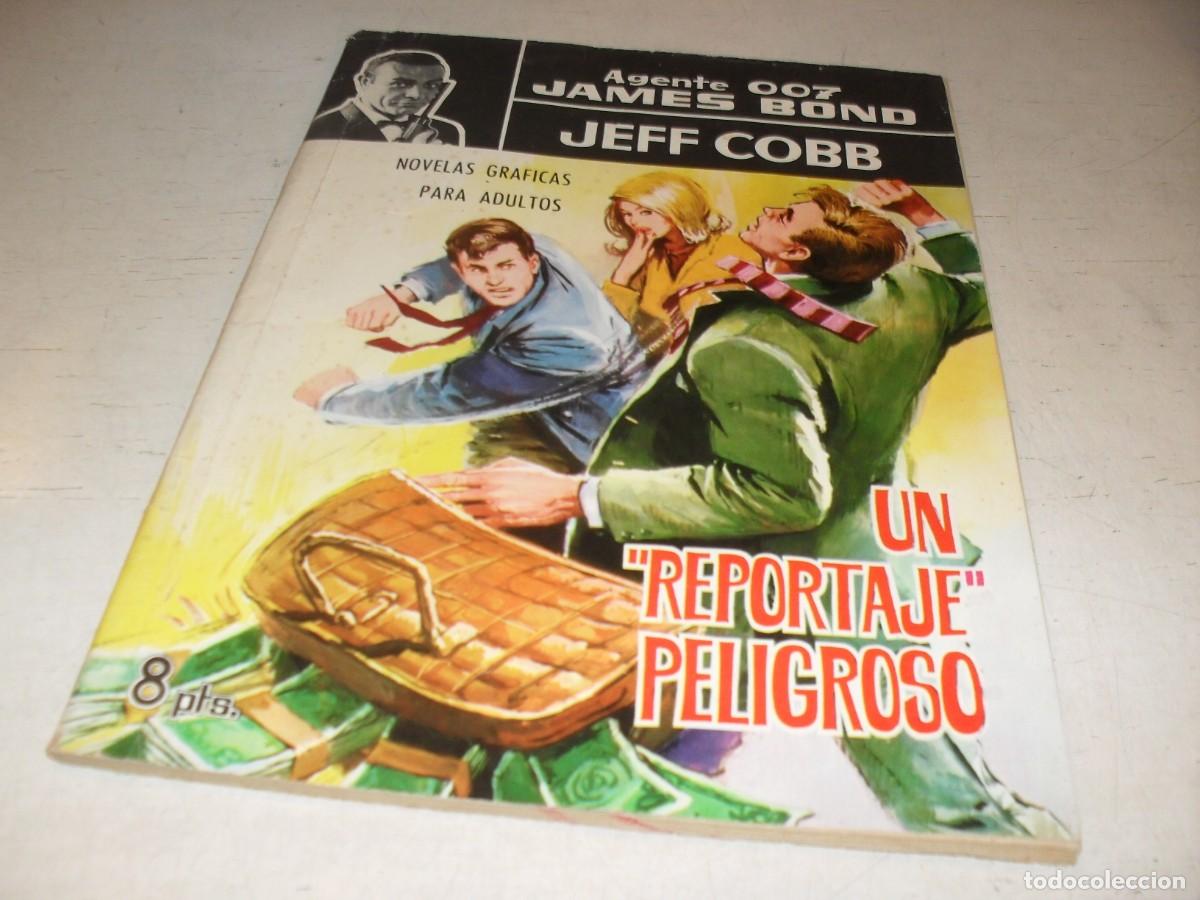 Agente 007
JAMES BOND
JEFF COBB
NOVELAS GRAFICAS
PARA ADULTOS
UN
"REPORTAJE"
PELIGROSO
8 pts.
todocoleccion